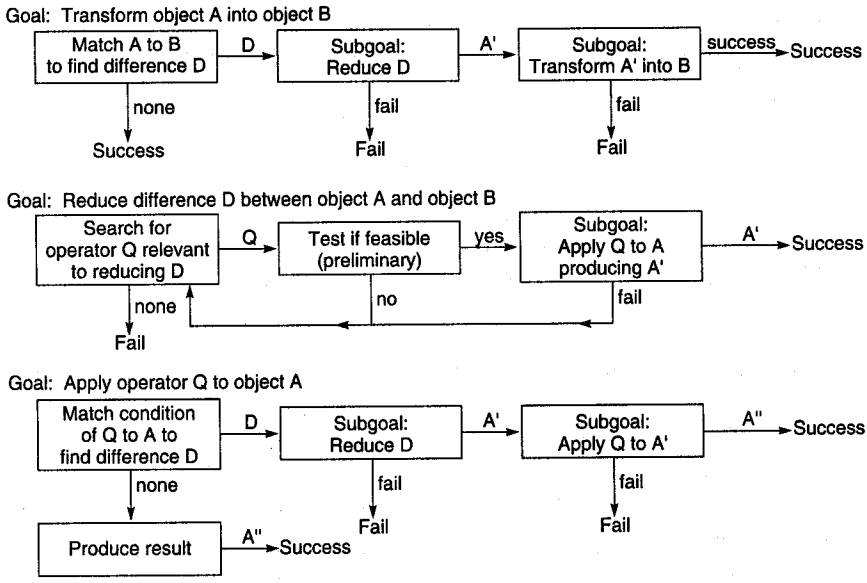 Goal: Transform object A into object B
Match A to B
to find difference D
D
Subgoal:
Reduce D
A'
Subgoal:
Transform A' into B
success
Success
none
fail
fail
Success
Fail
Fail
Goal: Reduce difference D between object A and object B
Search for
operator Q relevant
to reducing D
Q
Test if feasible
(preliminary)
yes
Subgoal:
Apply Q to A
producing A'
A'
Success
none
no
fail
Fail
Goal: Apply operator Q to object A
Match condition
of Q to A to
find difference D
D
Subgoal:
Reduce D
A'
Subgoal:
Apply Q to A'
A"
Success
none
fail
fail
Fail
Fail
Produce result
A"
Success